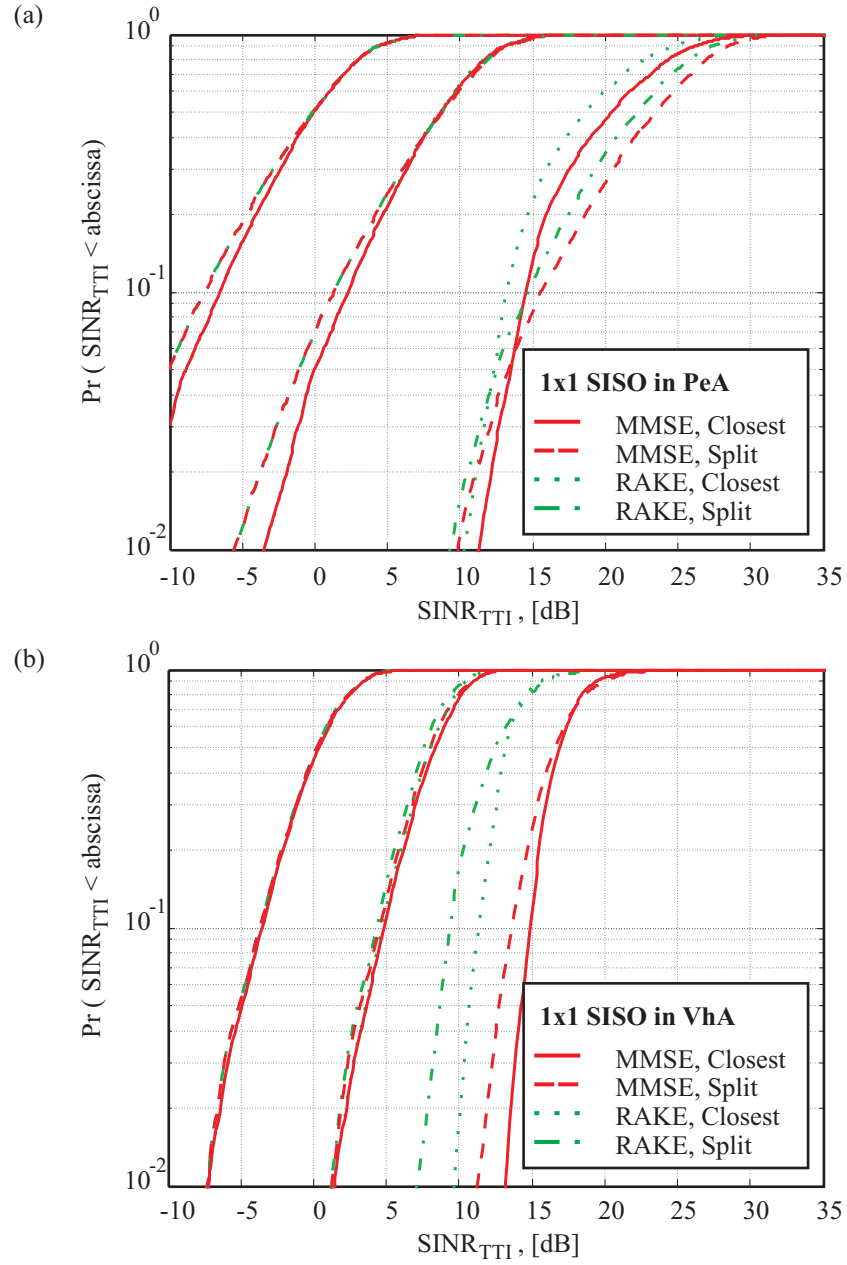 (a)
10^0
10^-1
10^-2
Pr ( SINR_TTI < abscissa)
1x1 SISO in PeA
MMSE, Closest
MMSE, Split
RAKE, Closest
RAKE, Split
-10 -5 0 5 10 15 20 25 30 35
SINR_TTI , [dB]
(b)
10^0
10^-1
10^-2
Pr ( SINR_TTI < abscissa)
1x1 SISO in VhA
MMSE, Closest
MMSE, Split
RAKE, Closest
RAKE, Split
-10 -5 0 5 10 15 20 25 30 35
SINR_TTI , [dB]